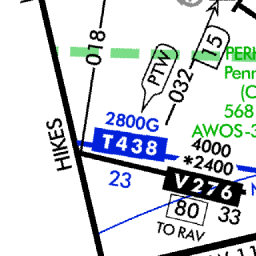 018
15
PTW
032
PER
Penn
(C
568
AWOS-3
2800G
T438
4000
*2400
HIKES
23
V276
80
33
TO RAV